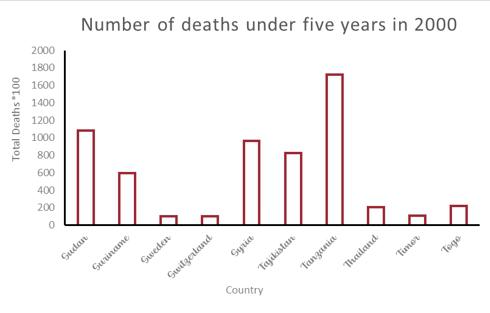 Number of deaths under five years in 2000
Total Deaths *100
2000
1800
1600
1400
1200
1000
800
600
400
200
0
Sudan
Suriname
Sweden
Switzerland
Syria
Tajikistan
Tanzania
Thailand
Timor
Togo
Country